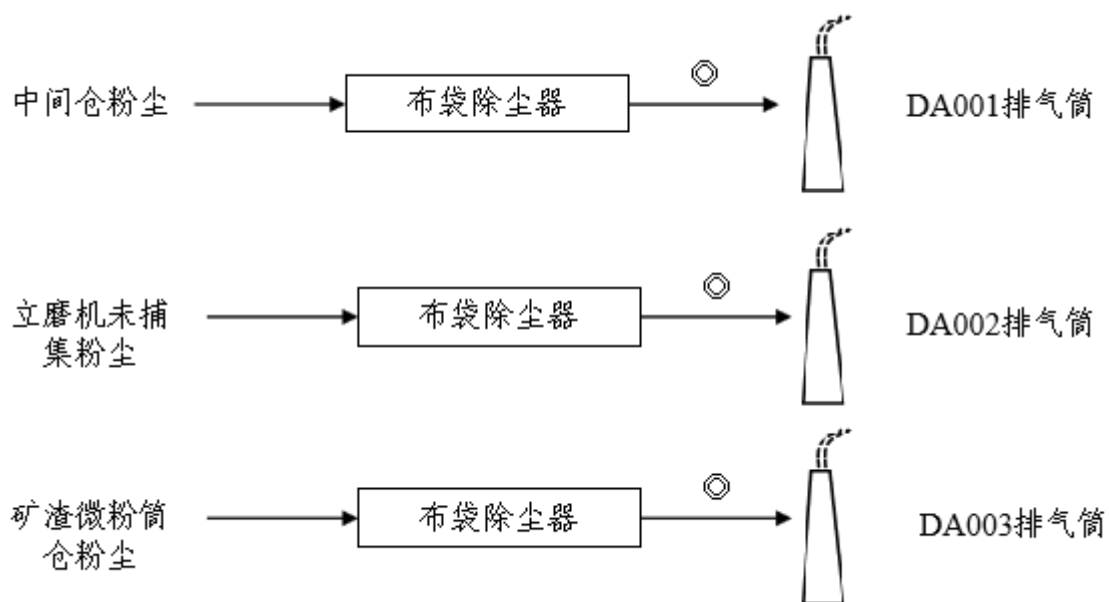 中间仓粉尘
布袋除尘器
DA001排气筒
立磨机未捕
集粉尘
布袋除尘器
DA002排气筒
矿渣微粉筒
仓粉尘
布袋除尘器
DA003排气筒